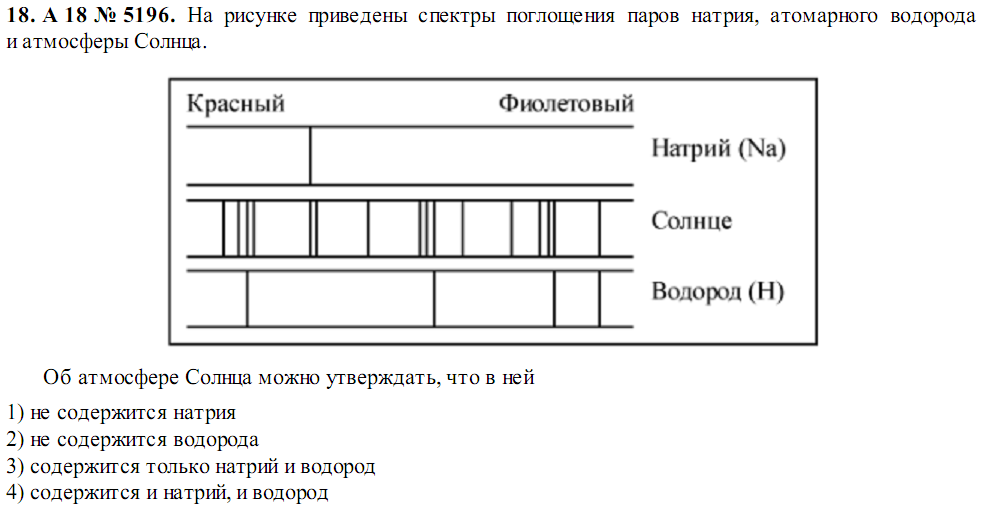 18. А 18 № 5196. На рисунке приведены спектры поглощения паров натрия, атомарного водорода
и атмосферы Солнца.
Красный Фиолетовый
Натрий (Na)
Солнце
Водород (H)
Об атмосфере Солнца можно утверждать, что в ней
1) не содержится натрия
2) не содержится водорода
3) содержится только натрий и водород
4) содержится и натрий, и водород